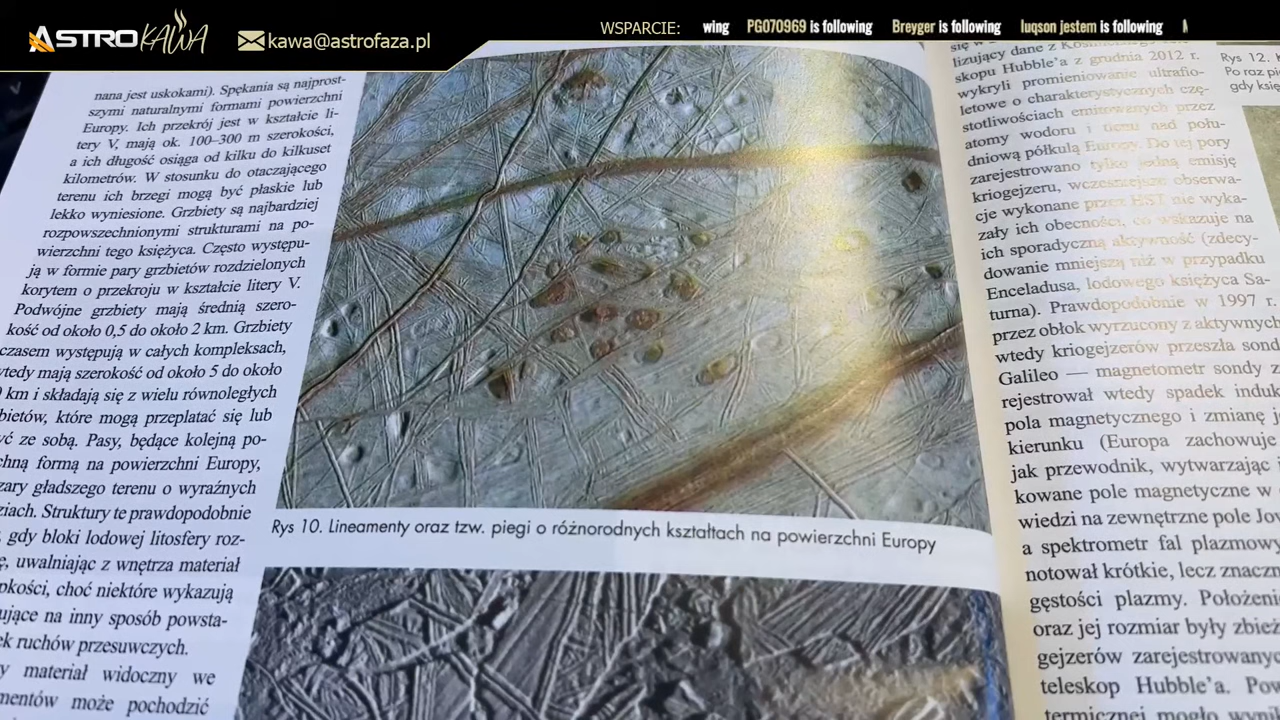 ASTROKAWA
kawa@astrofaza.pl
WSPARCIE:
wing
PG070969 is following
Breyger is following
luqson jestem is following
nana jest uskokami). Spękania są najprost-
szymi naturalnymi formami powierzchni
Europy. Ich przekrój jest w kształcie li-
tery V, mają ok. 100–300 m szerokości,
a ich długość osiąga od kilku do kilkuset
kilometrów. W stosunku do otaczającego
terenu ich brzegi mogą być płaskie lub
lekko wyniesione. Grzbiety są najbardziej
rozpowszechnionymi strukturami na po-
wierzchni tego księżyca. Często występu-
ją w formie pary grzbietów rozdzielonych
korytem o przekroju w kształcie litery V.
Podwójne grzbiety mają średnią szero-
kość od około 0,5 do około 2 km. Grzbiety
czasem występują w całych kompleksach,
wtedy mają szerokość od około 5 do około
km i składają się z wielu równoległych
bietów, które mogą przeplatać się lub
yć ze sobą. Pasy, będące kolejną po-
chną formą na powierzchni Europy,
zary gładszego terenu o wyraźnych
ziach. Struktury te prawdopodobnie
, gdy bloki lodowej litosfery roz-
ę, uwalniając z wnętrza materiał
pkości, choć niektóre wykazują
ujące na inny sposób powsta-
ek ruchów przesuwczych.
y materiał widoczny we
mentów może pochodzić
Rys 10. Lineamenty oraz tzw. piegi o różnorodnych kształtach na powierzchni Europy
się w
lizujący dane z
skopu Hubble'a z grudnia 2012 r.
wykryli promieniowanie ultrafio-
letowe o charakterystycznych czę-
stotliwościach emitowanych przez
atomy wodoru i tlenu nad połu-
dniową półkulą Europy. Do tej pory
zarejestrowano tylko jedną emisję
kriogejzeru, wcześniejsze obserwa-
cje wykonane przez HST nie wyka-
zały ich obecności, co wskazuje na
ich sporadyczną aktywność (zdecy-
dowanie mniejszą niż w przypadku
Enceladusa, lodowego księżyca Sa-
turna). Prawdopodobnie w 1997 r.
przez obłok wyrzucony z aktywnych
wtedy kriogejzerów przeszła sond
Galileo — magnetometr sondy z
rejestrował wtedy spadek induk
pola magnetycznego i zmianę j
kierunku (Europa zachowuje
jak przewodnik, wytwarzając i
kowane pole magnetyczne w
wiedzi na zewnętrzne pole Jow
a spektrometr fal plazmowy
notował krótkie, lecz znaczn
gęstości plazmy. Położeni
oraz jej rozmiar były zbież
gejzerów zarejestrowanyc
teleskop Hubble'a. Pow
termicznej mogło wynik
Rys 12. K
Po raz pi
gdy księ